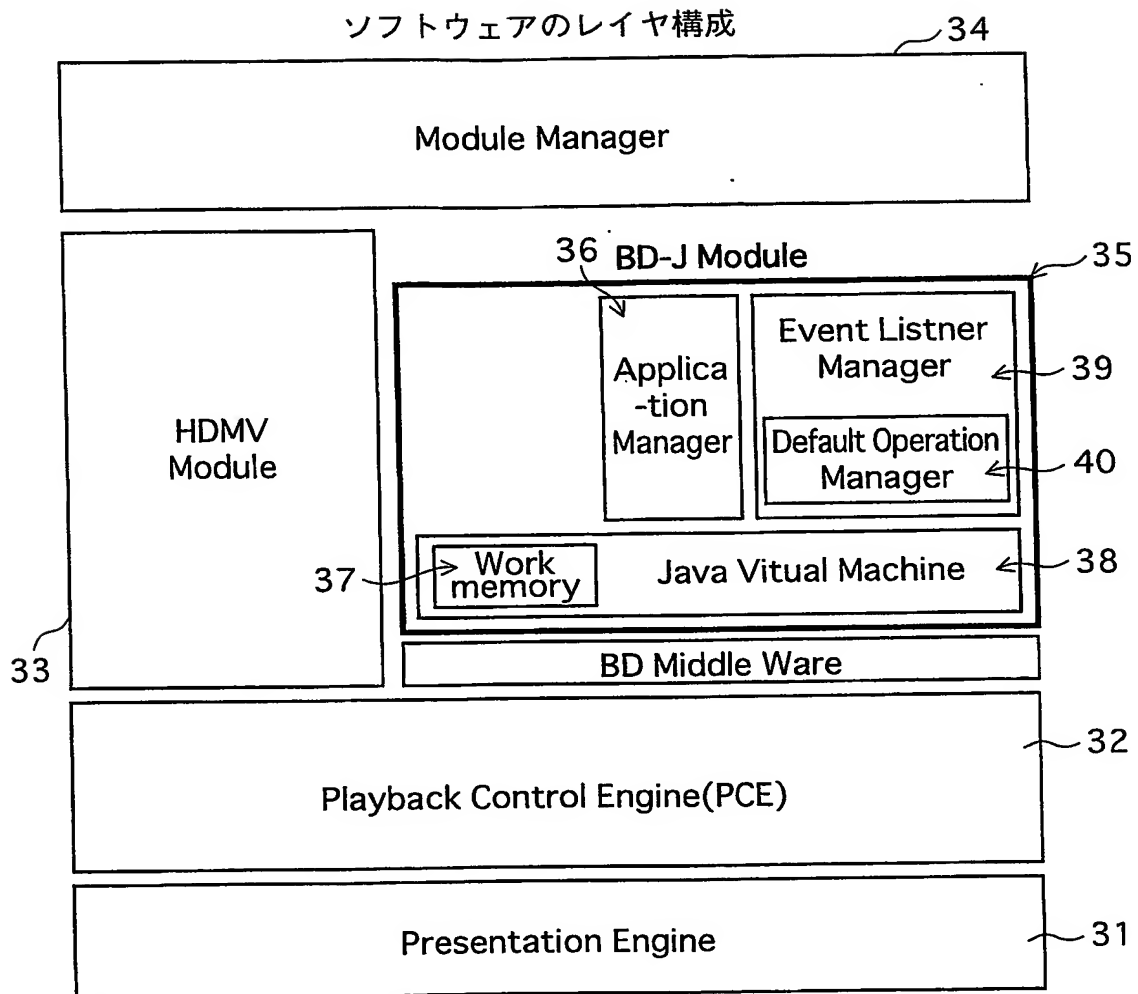 ソフトウェアのレイヤ構成
34
Module Manager
36
BD-J Module
35
Event Listner
Manager
39
Applica
-tion
Manager
HDMV
Module
Default Operation
Manager
40
37
Work
memory
Java Vitual Machine
38
33
BD Middle Ware
32
Playback Control Engine(PCE)
Presentation Engine
31